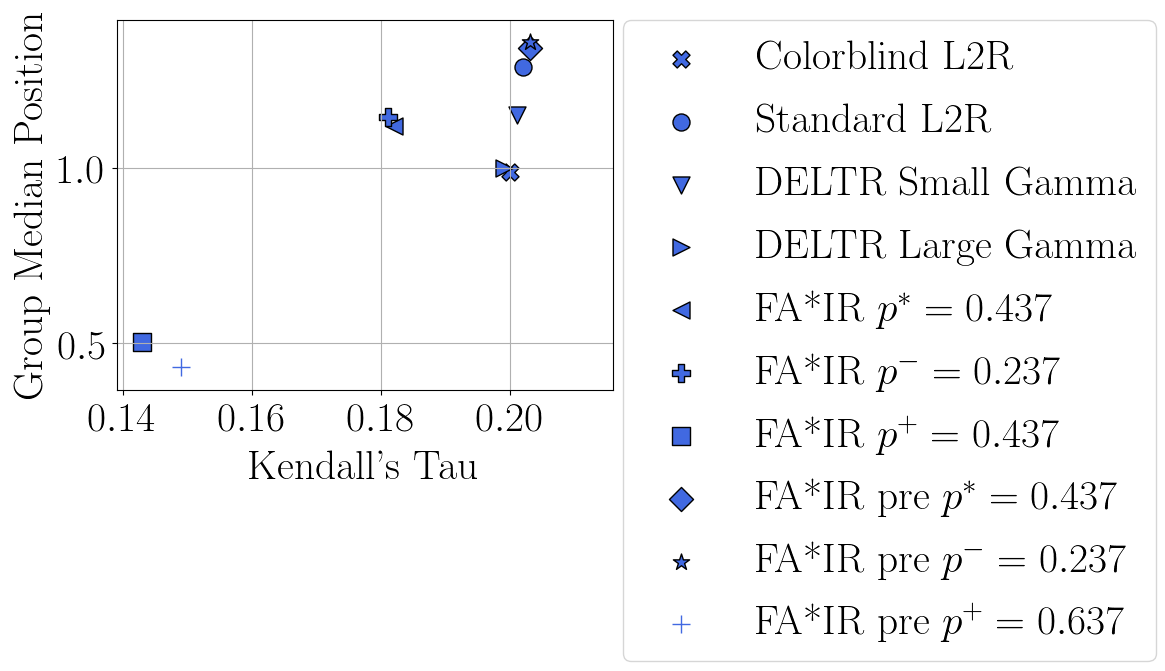 Group Median Position
1.0
0.5
0.14 0.16 0.18 0.20
Kendall's Tau
Colorblind L2R
Standard L2R
DELTR Small Gamma
DELTR Large Gamma
FA*IR p* = 0.437
FA*IR p⁻ = 0.237
FA*IR p⁺ = 0.437
FA*IR pre p* = 0.437
FA*IR pre p⁻ = 0.237
FA*IR pre p⁺ = 0.637